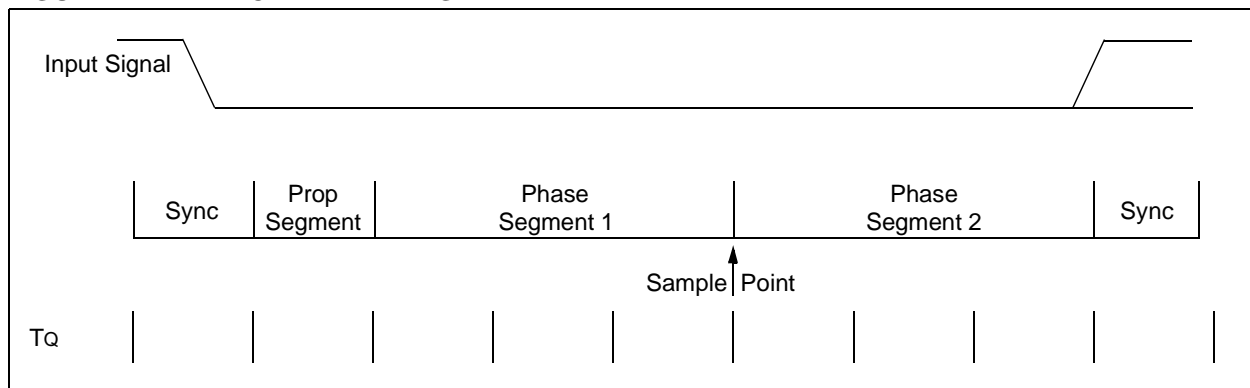 Input Signal
Sync
Prop
Segment
Phase
Segment 1
Phase
Segment 2
Sync
Sample Point
TQ